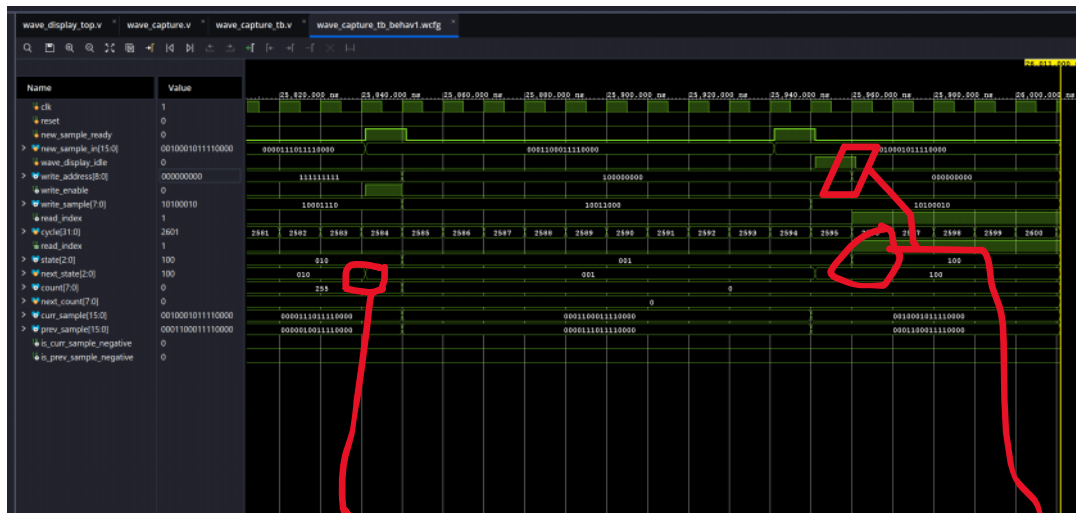 wave_display_top.v × wave_capture.v × wave_capture_tb.v × wave_capture_tb_behav1.wcfg ×
26,011.000 ns
Name Value
25,820.000 ns 25,840.000 ns 25,860.000 ns 25,880.000 ns 25,900.000 ns 25,920.000 ns 25,940.000 ns 25,960.000 ns 25,980.000 ns 26,000.000 ns
clk 1
reset 0
new_sample_ready 0
new_sample_in[15:0] 0010001011110000 0000111011110000 0001100011110000 010001011110000
wave_display_idle 0
write_address[8:0] 000000000 111111111 100000000 000000000
write_enable 0
write_sample[7:0] 10100010 10001110 10011000 10100010
read_index 1
cycle[31:0] 2601 2581 2582 2583 2584 2585 2586 2587 2588 2589 2590 2591 2592 2593 2594 2595 2597 2598 2599 2600
read_index 1
state[2:0] 100 010 001 100
next_state[2:0] 100 010 001 100
count[7:0] 0 255 0
next_count[7:0] 0 0
curr_sample[15:0] 0010001011110000 0000111011110000 0001100011110000 0010001011110000
prev_sample[15:0] 0001100011110000 0000010011110000 0000111011110000 0001100011110000
is_curr_sample_negative 0
is_prev_sample_negative 0